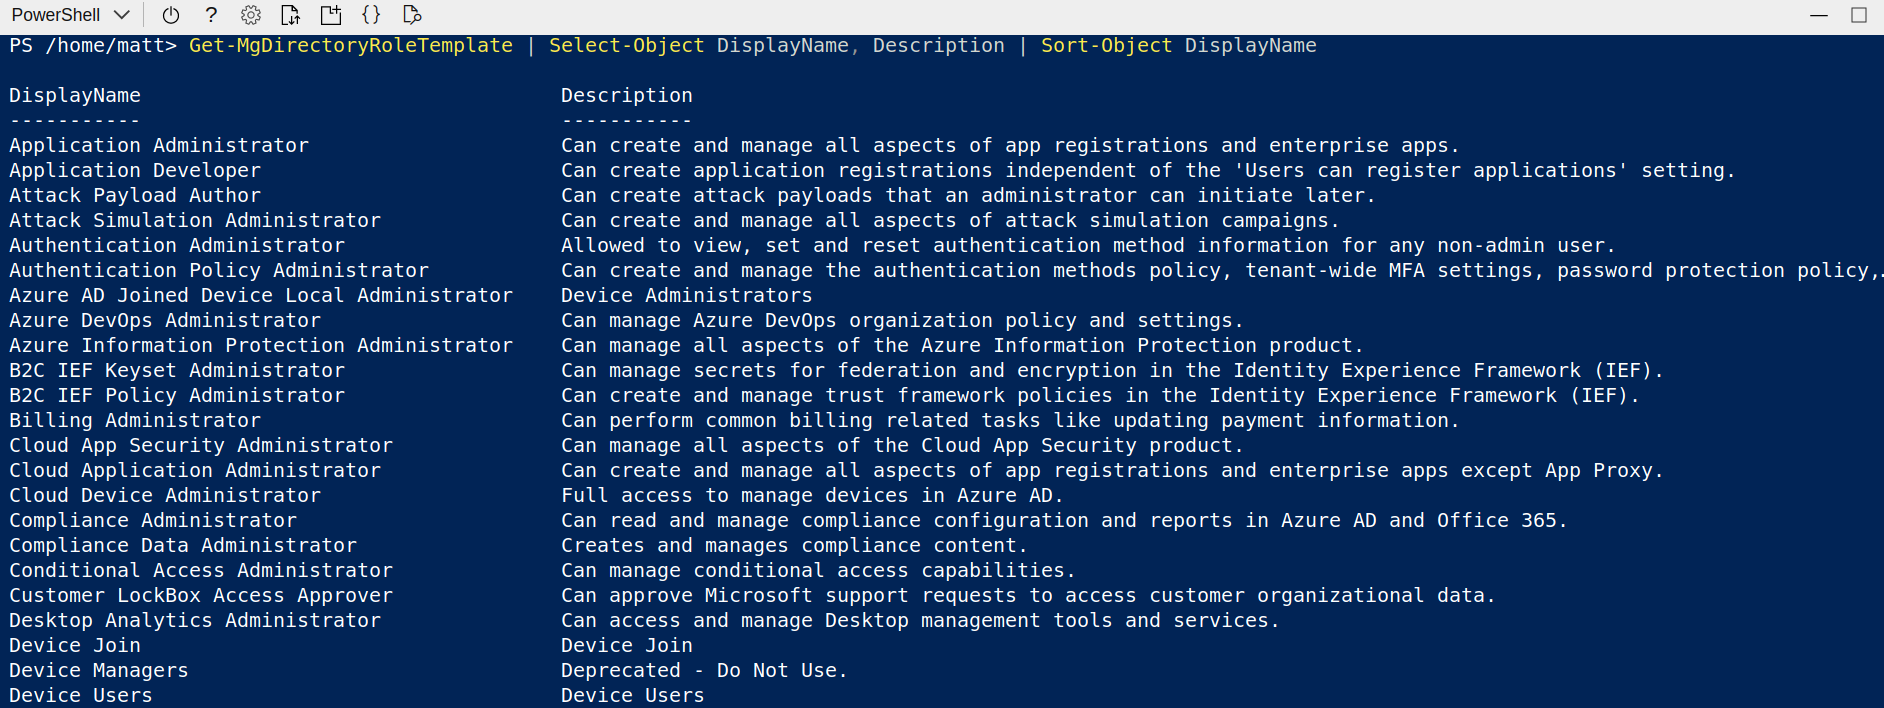 PowerShell ? {}
PS /home/matt> Get-MgDirectoryRoleTemplate | Select-Object DisplayName, Description | Sort-Object DisplayName
DisplayName Description
----------- -----------
Application Administrator Can create and manage all aspects of app registrations and enterprise apps.
Application Developer Can create application registrations independent of the 'Users can register applications' setting.
Attack Payload Author Can create attack payloads that an administrator can initiate later.
Attack Simulation Administrator Can create and manage all aspects of attack simulation campaigns.
Authentication Administrator Allowed to view, set and reset authentication method information for any non-admin user.
Authentication Policy Administrator Can create and manage the authentication methods policy, tenant-wide MFA settings, password protection policy,…
Azure AD Joined Device Local Administrator Device Administrators
Azure DevOps Administrator Can manage Azure DevOps organization policy and settings.
Azure Information Protection Administrator Can manage all aspects of the Azure Information Protection product.
B2C IEF Keyset Administrator Can manage secrets for federation and encryption in the Identity Experience Framework (IEF).
B2C IEF Policy Administrator Can create and manage trust framework policies in the Identity Experience Framework (IEF).
Billing Administrator Can perform common billing related tasks like updating payment information.
Cloud App Security Administrator Can manage all aspects of the Cloud App Security product.
Cloud Application Administrator Can create and manage all aspects of app registrations and enterprise apps except App Proxy.
Cloud Device Administrator Full access to manage devices in Azure AD.
Compliance Administrator Can read and manage compliance configuration and reports in Azure AD and Office 365.
Compliance Data Administrator Creates and manages compliance content.
Conditional Access Administrator Can manage conditional access capabilities.
Customer LockBox Access Approver Can approve Microsoft support requests to access customer organizational data.
Desktop Analytics Administrator Can access and manage Desktop management tools and services.
Device Join Device Join
Device Managers Deprecated - Do Not Use.
Device Users Device Users